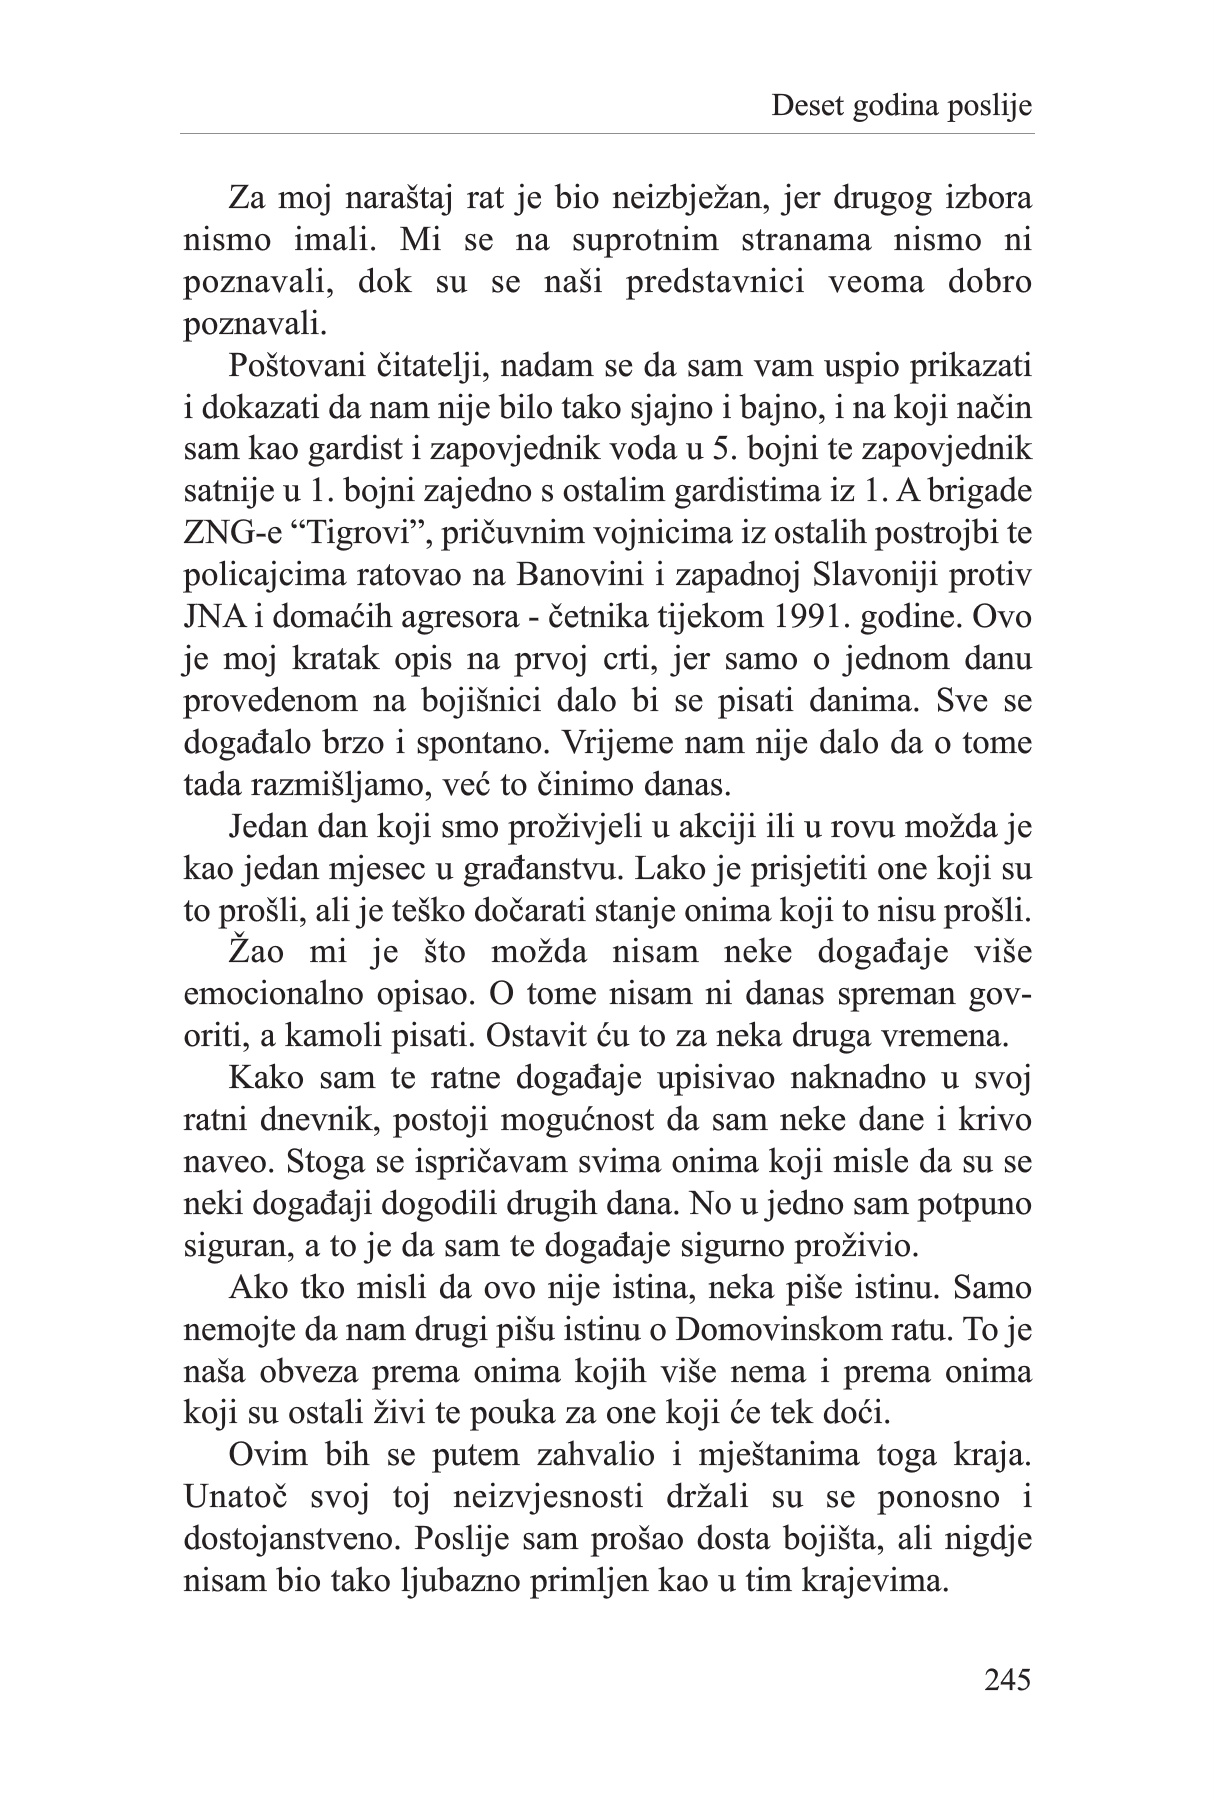 Deset godina poslije
Za moj naraštaj rat je bio neizbježan, jer drugog izbora
nismo imali. Mi se na suprotnim stranama nismo ni
poznavali, dok su se naši predstavnici veoma dobro
poznavali.
Poštovani čitatelji, nadam se da sam vam uspio prikazati
i dokazati da nam nije bilo tako sjajno i bajno, i na koji način
sam kao gardist i zapovjednik voda u 5. bojni te zapovjednik
satnije u 1. bojni zajedno s ostalim gardistima iz 1. A brigade
ZNG-e “Tigrovi”, pričuvnim vojnicima iz ostalih postrojbi te
policajcima ratovao na Banovini i zapadnoj Slavoniji protiv
JNA i domaćih agresora - četnika tijekom 1991. godine. Ovo
je moj kratak opis na prvoj crti, jer samo o jednom danu
provedenom na bojišnici dalo bi se pisati danima. Sve se
događalo brzo i spontano. Vrijeme nam nije dalo da o tome
tada razmišljamo, već to činimo danas.
Jedan dan koji smo proživjeli u akciji ili u rovu možda je
kao jedan mjesec u građanstvu. Lako je prisjetiti one koji su
to prošli, ali je teško dočarati stanje onima koji to nisu prošli.
Žao mi je što možda nisam neke događaje više
emocionalno opisao. O tome nisam ni danas spreman gov-
oriti, a kamoli pisati. Ostavit ću to za neka druga vremena.
Kako sam te ratne događaje upisivao naknadno u svoj
ratni dnevnik, postoji mogućnost da sam neke dane i krivo
naveo. Stoga se ispričavam svima onima koji misle da su se
neki događaji dogodili drugih dana. No u jedno sam potpuno
siguran, a to je da sam te događaje sigurno proživio.
Ako tko misli da ovo nije istina, neka piše istinu. Samo
nemojte da nam drugi pišu istinu o Domovinskom ratu. To je
naša obveza prema onima kojih više nema i prema onima
koji su ostali živi te pouka za one koji će tek doći.
Ovim bih se putem zahvalio i mještanima toga kraja.
Unatoč svoj toj neizvjesnosti držali su se ponosno i
dostojanstveno. Poslije sam prošao dosta bojišta, ali nigdje
nisam bio tako ljubazno primljen kao u tim krajevima.
245